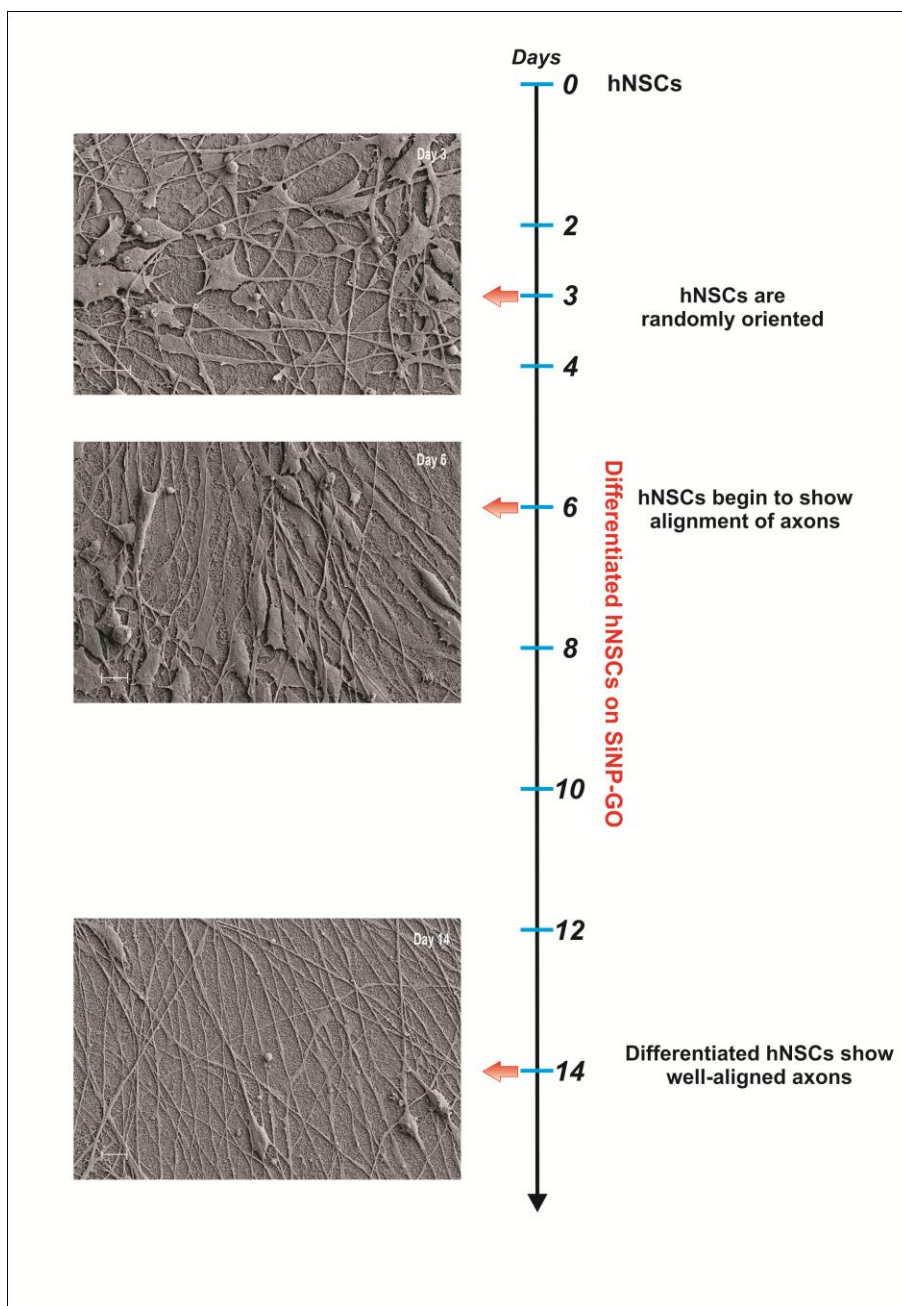 Days
0 hNSCs
Day 3
2
3
hNSCs are
randomly oriented
4
Day 6
6
hNSCs begin to show
alignment of axons
Differentiated hNSCs on SiNP-GO
8
10
12
Day 14
14
Differentiated hNSCs show
well-aligned axons